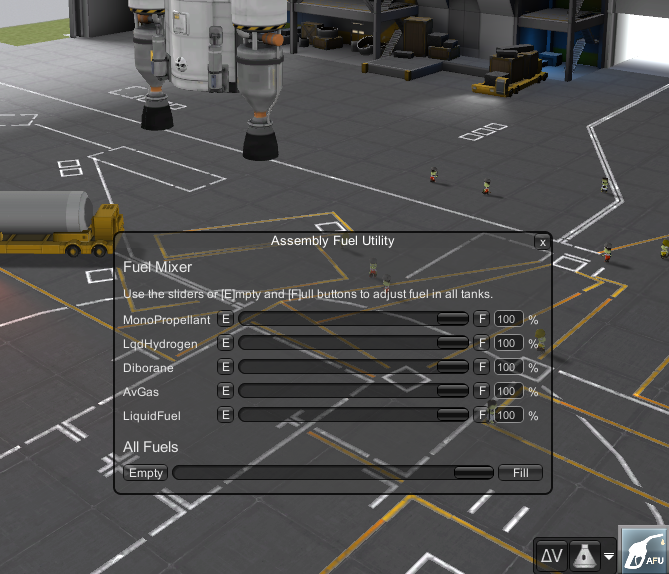 Assembly Fuel Utility
x
Fuel Mixer
Use the sliders or [E]mpty and [F]ull buttons to adjust fuel in all tanks.
MonoPropellant E F 100 %
LqdHydrogen E F 100 %
Diborane E F 100 %
AvGas E F 100 %
LiquidFuel E F 100 %
All Fuels
Empty Fill
ΔV AFU